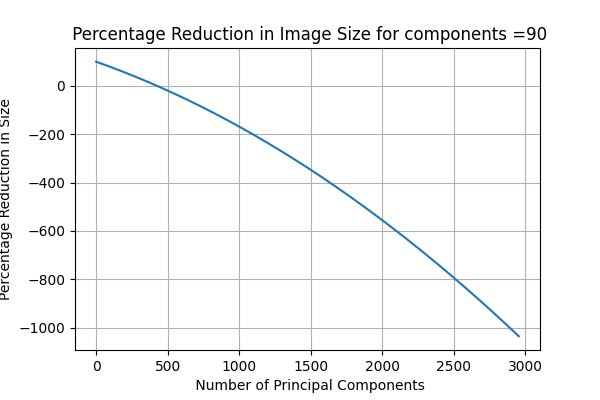 Percentage Reduction in Image Size for components =90
Percentage Reduction in Size
0
−200
−400
−600
−800
−1000
0 500 1000 1500 2000 2500 3000
Number of Principal Components